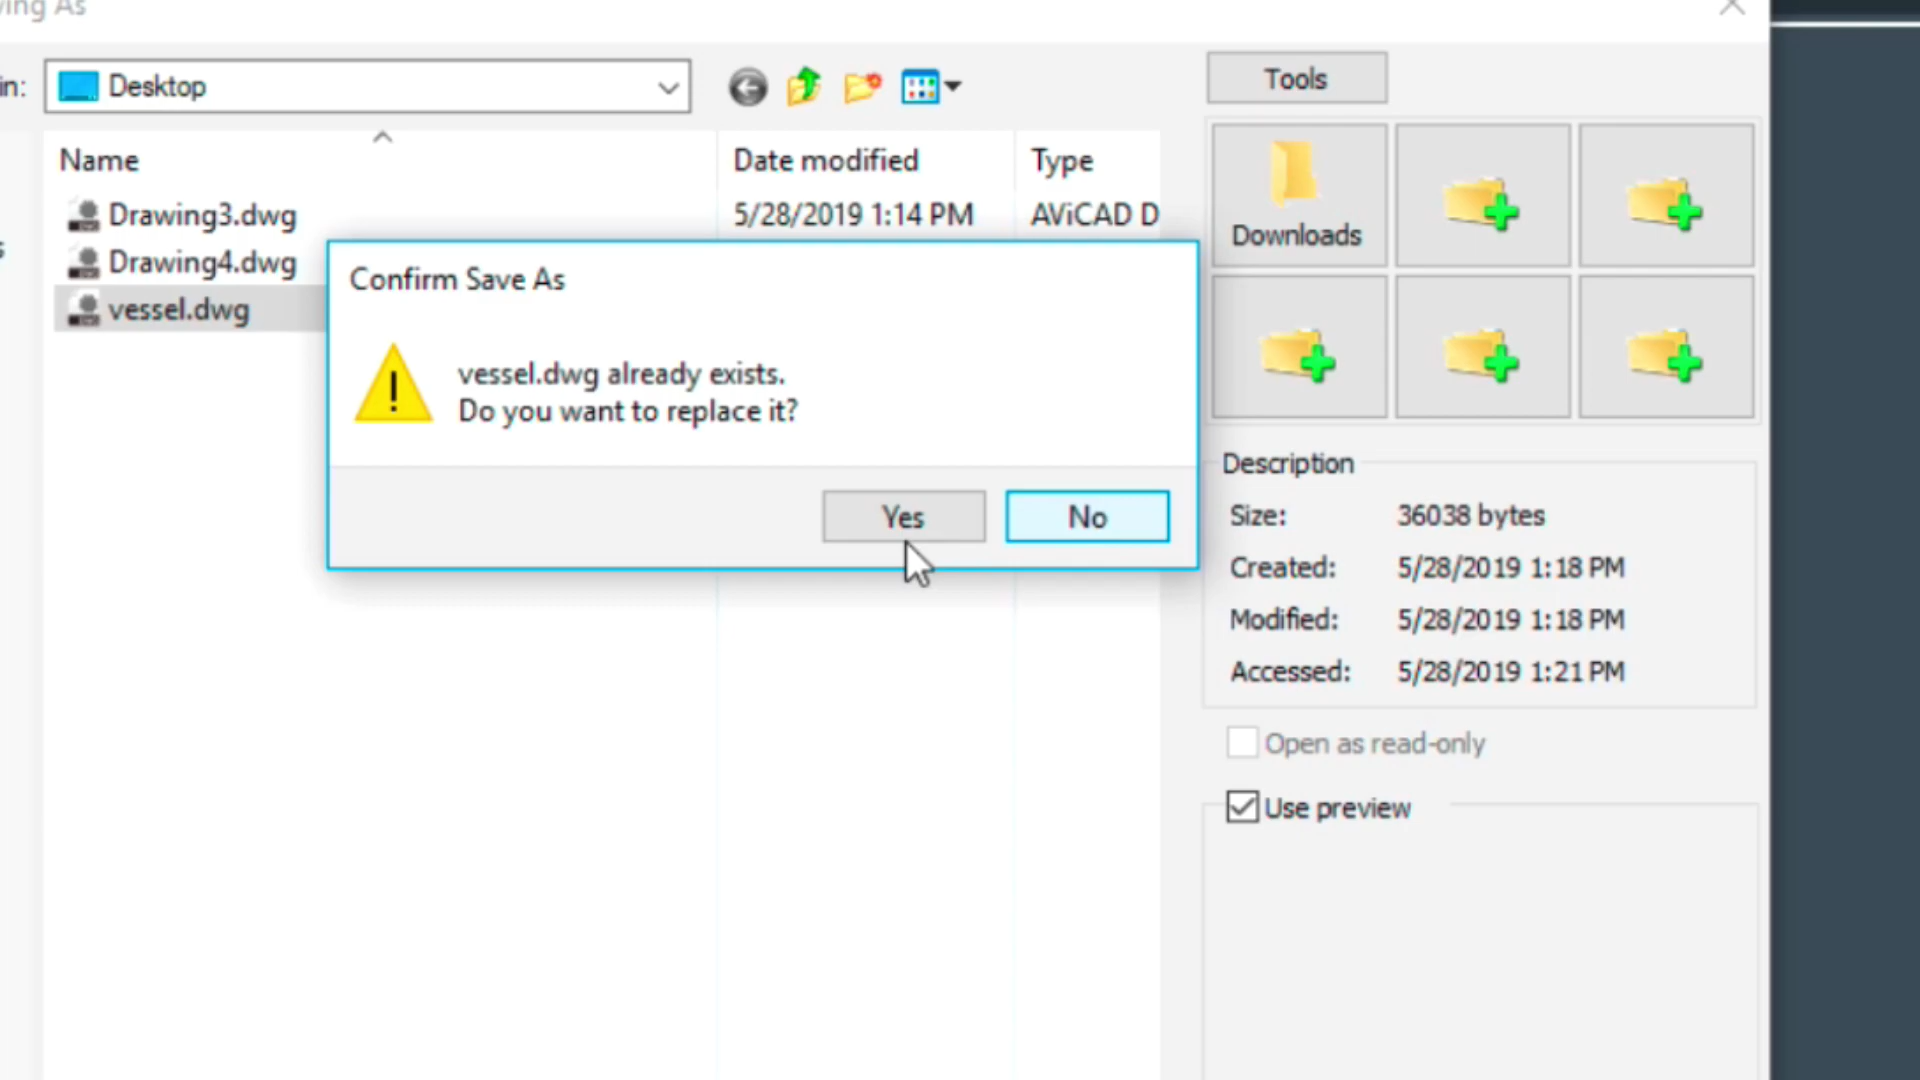 ing As
in:
Desktop
Tools
Name
Date modified
Type
Drawing3.dwg
5/28/2019 1:14 PM
AViCAD D
Drawing4.dwg
vessel.dwg
Downloads
Confirm Save As
vessel.dwg already exists.
Do you want to replace it?
Yes
No
Description
Size:
36038 bytes
Created:
5/28/2019 1:18 PM
Modified:
5/28/2019 1:18 PM
Accessed:
5/28/2019 1:21 PM
Open as read-only
Use preview